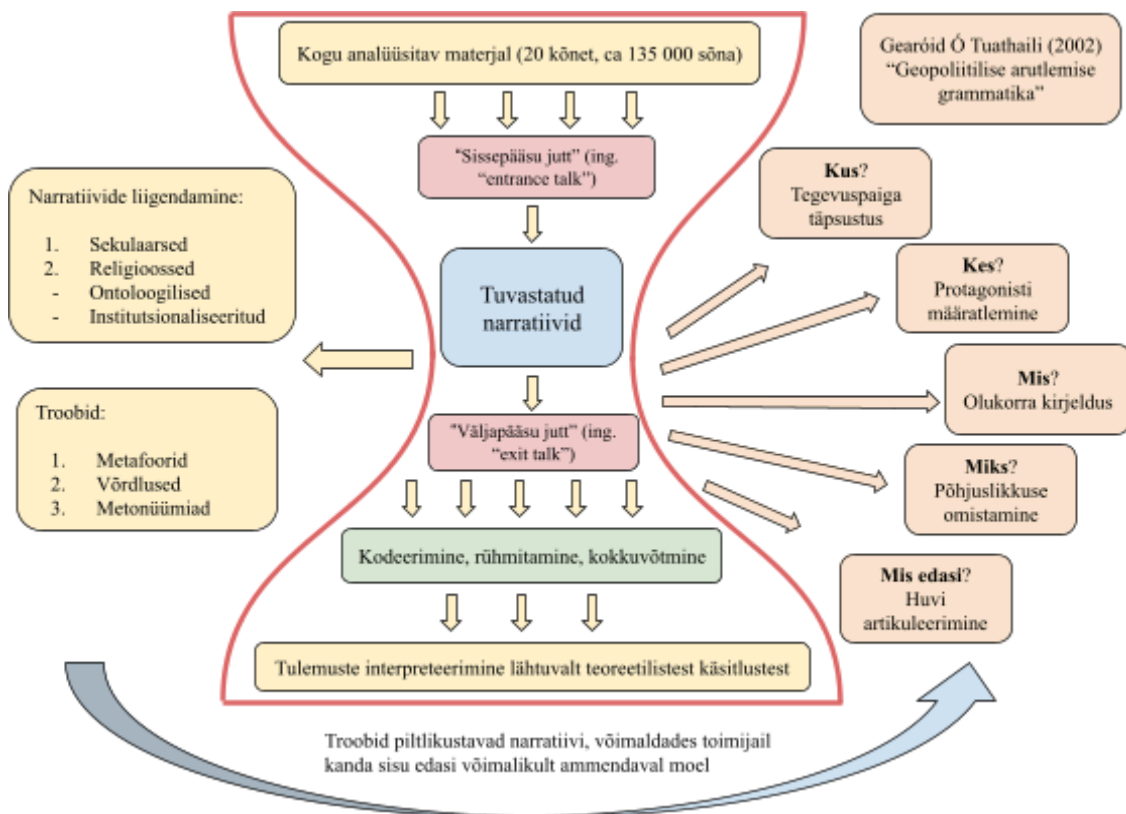 Kogu analüüsitav materjal (20 kõnet, ca 135 000 sõna)
Gearóid Ó Tuathaili (2002)
“Geopoliitilise arutlemise
grammatika”
"Sissepääsu jutt” (ing.
“entrance talk”)
Kus?
Tegevuspaiga
täpsustus
Narratiivide liigendamine:
1. Sekulaarsed
2. Religioossed
- Ontoloogilised
- Institutsionaliseeritud
Tuvastatud
narratiivid
Kes?
Protagonisti
määratlemine
Mis?
Olukorra kirjeldus
Troobid:
1. Metafoorid
2. Võrdlused
3. Metonüümiad
"Väljapääsu jutt” (ing.
“exit talk”)
Miks?
Põhjuslikkuse
omistamine
Kodeerimine, rühmitamine, kokkuvõtmine
Mis edasi?
Huvi
artikuleerimine
Tulemuste interpreteerimine lähtuvalt teoreetilistest käsitlustest
Troobid piltlikustavad narratiivi, võimaldades toimijail
kanda sisu edasi võimalikult ammendaval moel